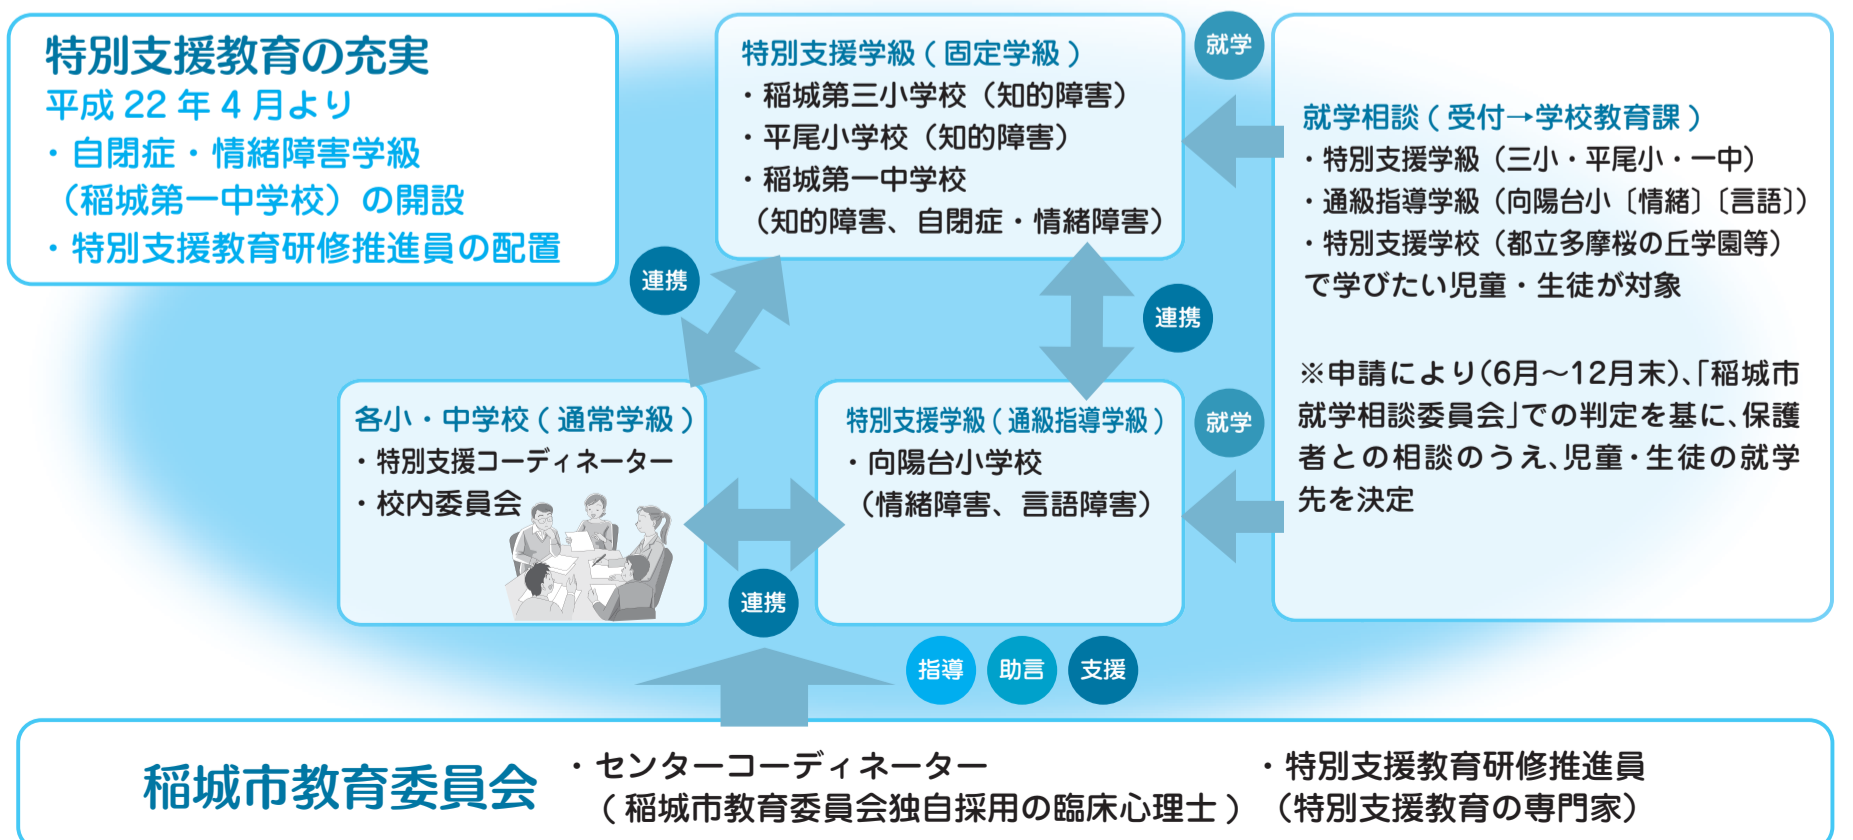 特別支援教育の充実
平成 22 年 4 月より
・自閉症・情緒障害学級
（稲城第一中学校）の開設
・特別支援教育研修推進員の配置
特別支援学級 ( 固定学級 )
・稲城第三小学校（知的障害）
・平尾小学校（知的障害）
・稲城第一中学校
（知的障害、自閉症・情緒障害）
就学
就学相談 ( 受付→学校教育課 )
・特別支援学級（三小・平尾小・一中）
・通級指導学級（向陽台小〔情緒〕〔言語〕）
・特別支援学校（都立多摩桜の丘学園等）
で学びたい児童・生徒が対象
※申請により(6月～12月末)、「稲城市
就学相談委員会」での判定を基に、保護
者との相談のうえ、児童・生徒の就学
先を決定
連携
連携
各小・中学校 ( 通常学級 )
・特別支援コーディネーター
・校内委員会
特別支援学級 ( 通級指導学級 )
・向陽台小学校
（情緒障害、言語障害）
就学
連携
指導
助言
支援
稲城市教育委員会
・センターコーディネーター
( 稲城市教育委員会独自採用の臨床心理士 )
・特別支援教育研修推進員
（特別支援教育の専門家）